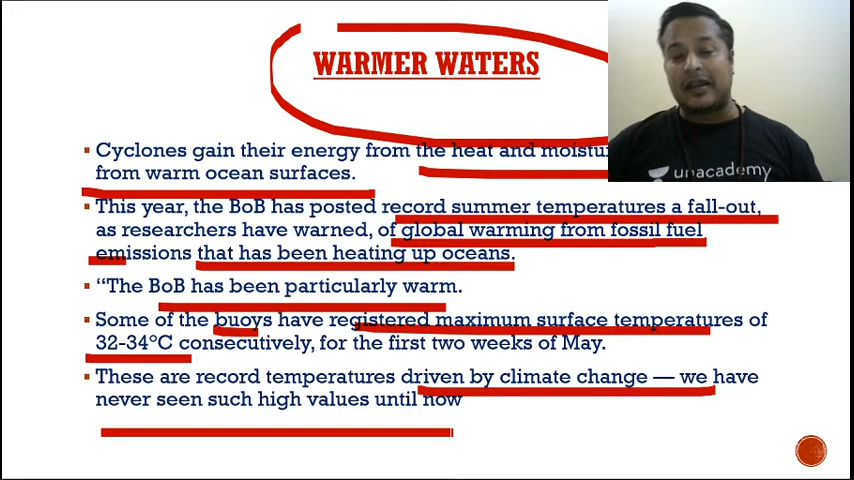 WARMER WATERS
▪ Cyclones gain their energy from the heat and
from warm ocean surfaces.
▪ This year, the BoB has posted record summer temperatures a fall-out,
as researchers have warned, of global warming from fossil fuel
emissions that has been heating up oceans.
▪ “The BoB has been particularly warm.
▪ Some of the buoys have registered maximum surface temperatures of
32-34°C consecutively, for the first two weeks of May.
▪ These are record temperatures driven by climate change — we have
never seen such high values until now
unacademy